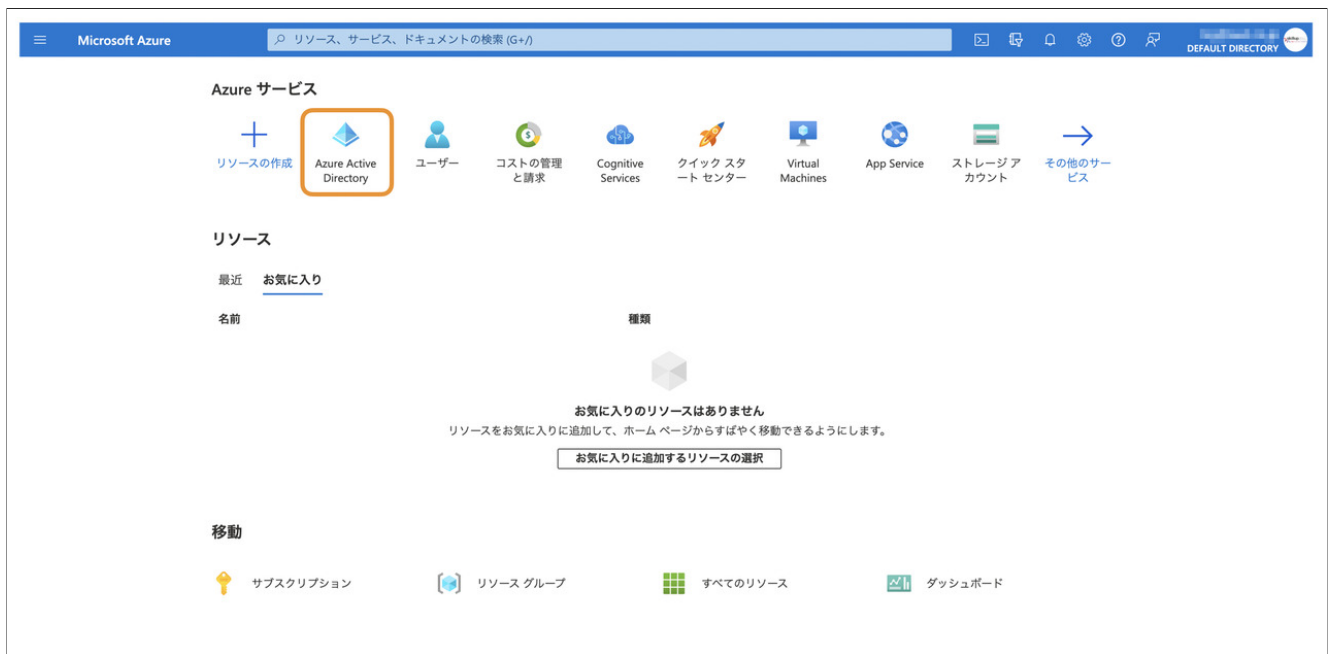 Microsoft Azure
リソース、サービス、ドキュメントの検索 (G+/)
DEFAULT DIRECTORY
Azure サービス
リソースの作成
Azure Active
Directory
ユーザー
コストの管理
と請求
Cognitive
Services
クイック スタ
ート センター
Virtual
Machines
App Service
ストレージ ア
カウント
その他のサー
ビス
リソース
最近 お気に入り
名前 種類
お気に入りのリソースはありません
リソースをお気に入りに追加して、ホーム ページからすばやく移動できるようにします。
お気に入りに追加するリソースの選択
移動
サブスクリプション リソース グループ すべてのリソース ダッシュボード